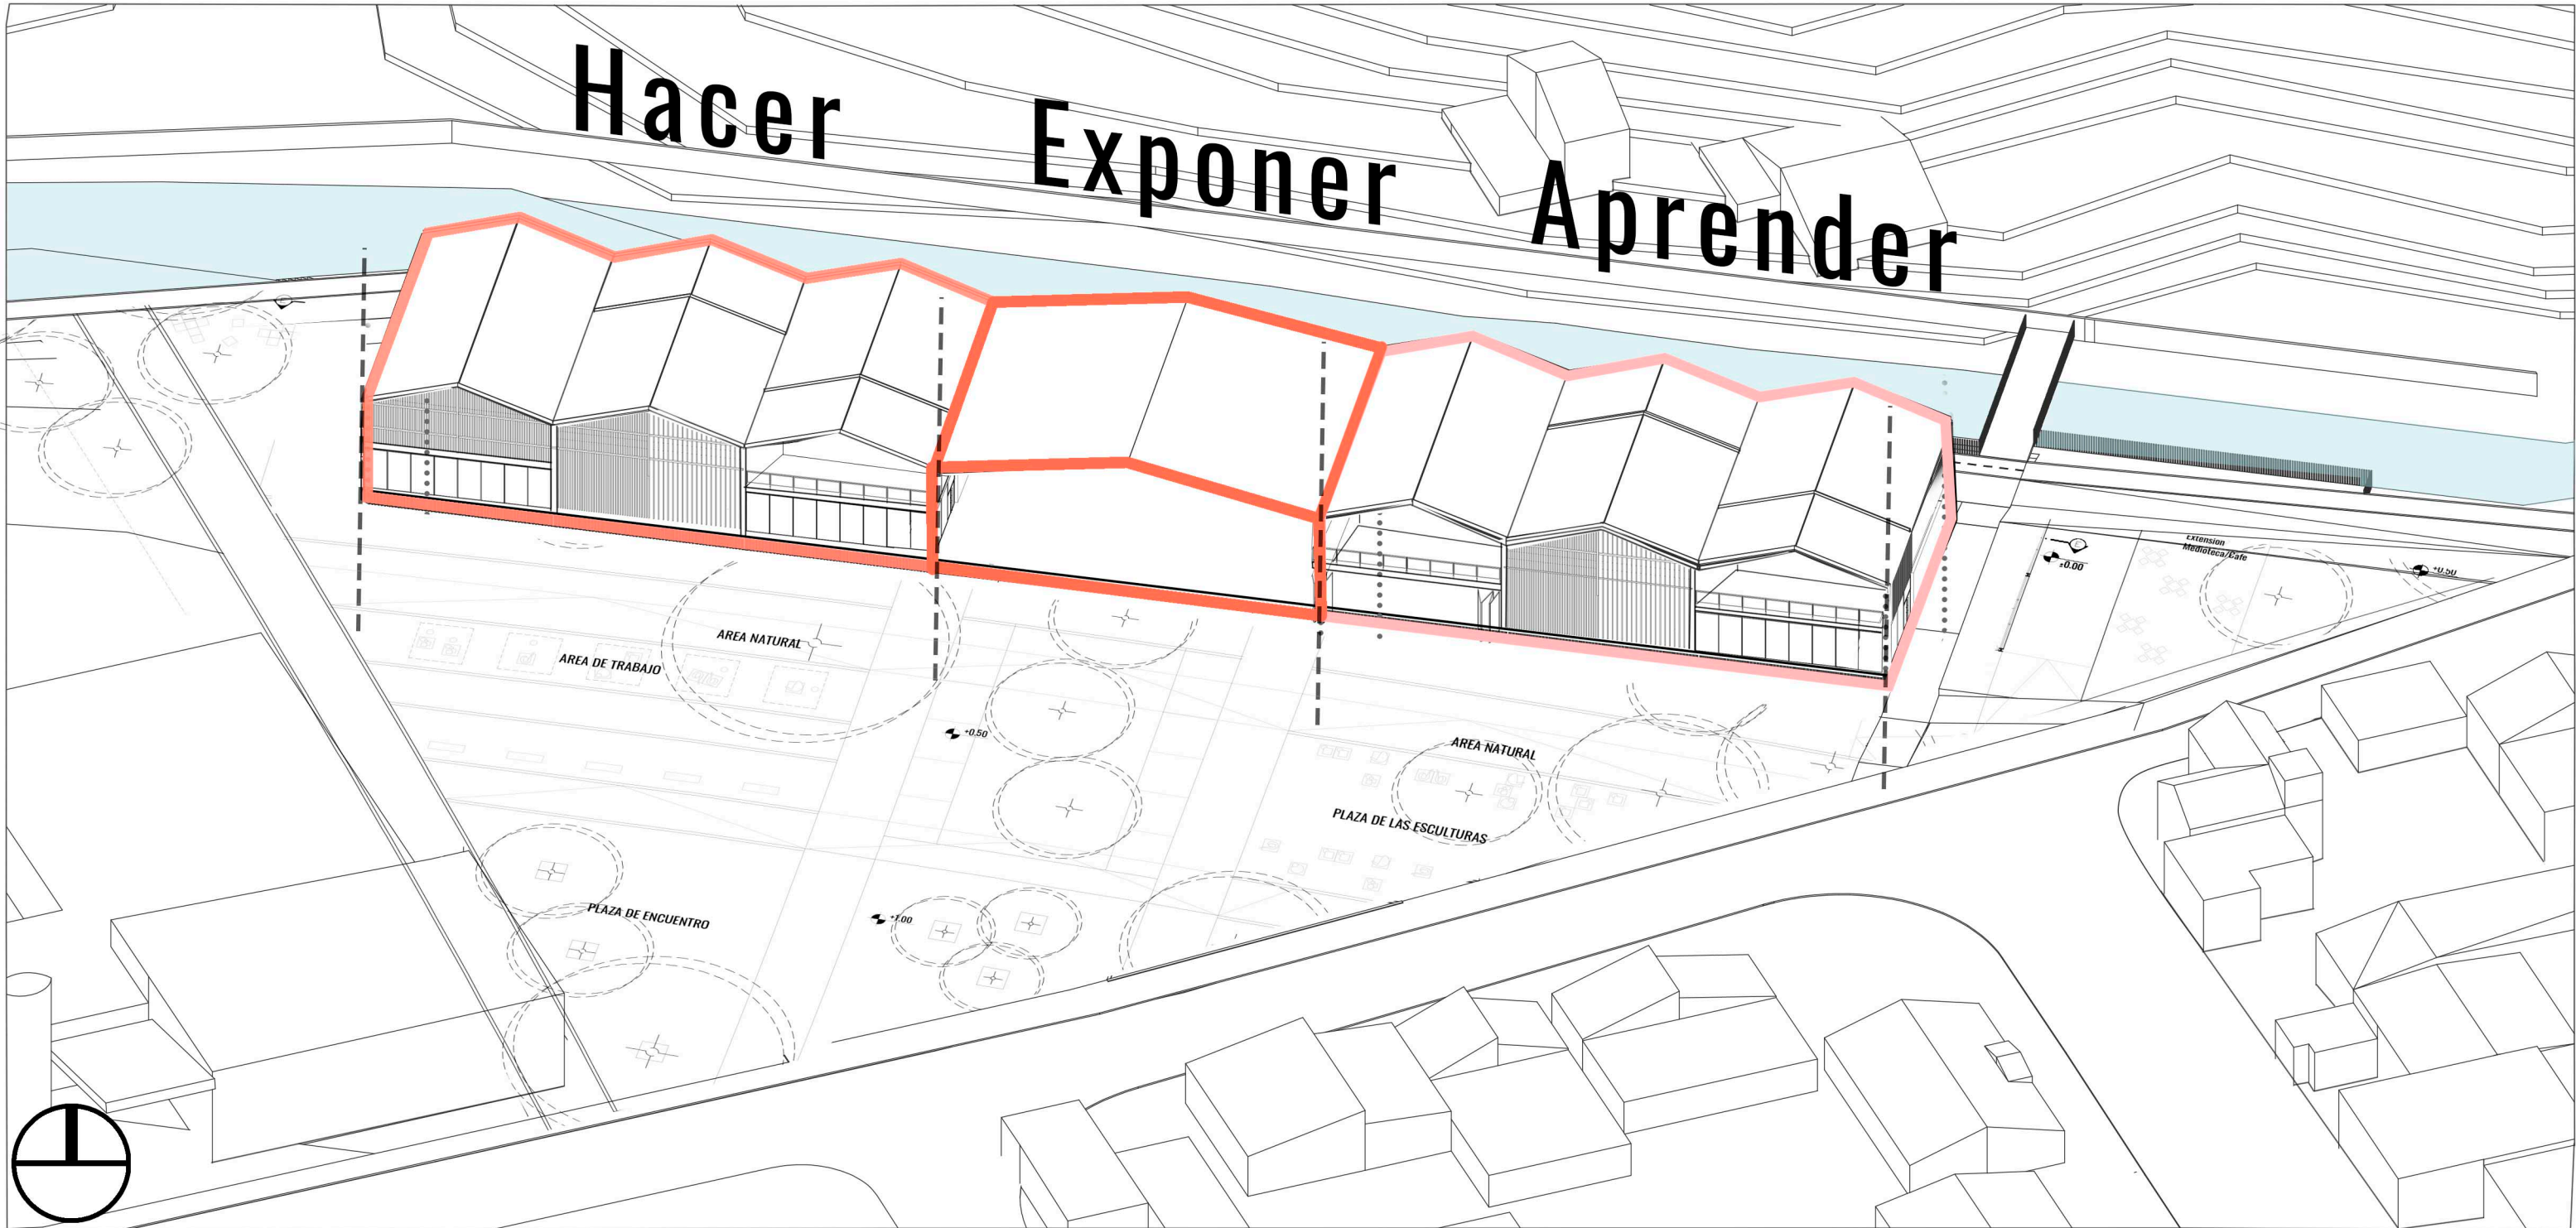 Hacer
Exponer
Aprender
Extension
Medioteca/Cafe
±0.00
+0.50
AREA NATURAL
AREA DE TRABAJO
+0.50
AREA NATURAL
PLAZA DE LAS ESCULTURAS
PLAZA DE ENCUENTRO
+1.00